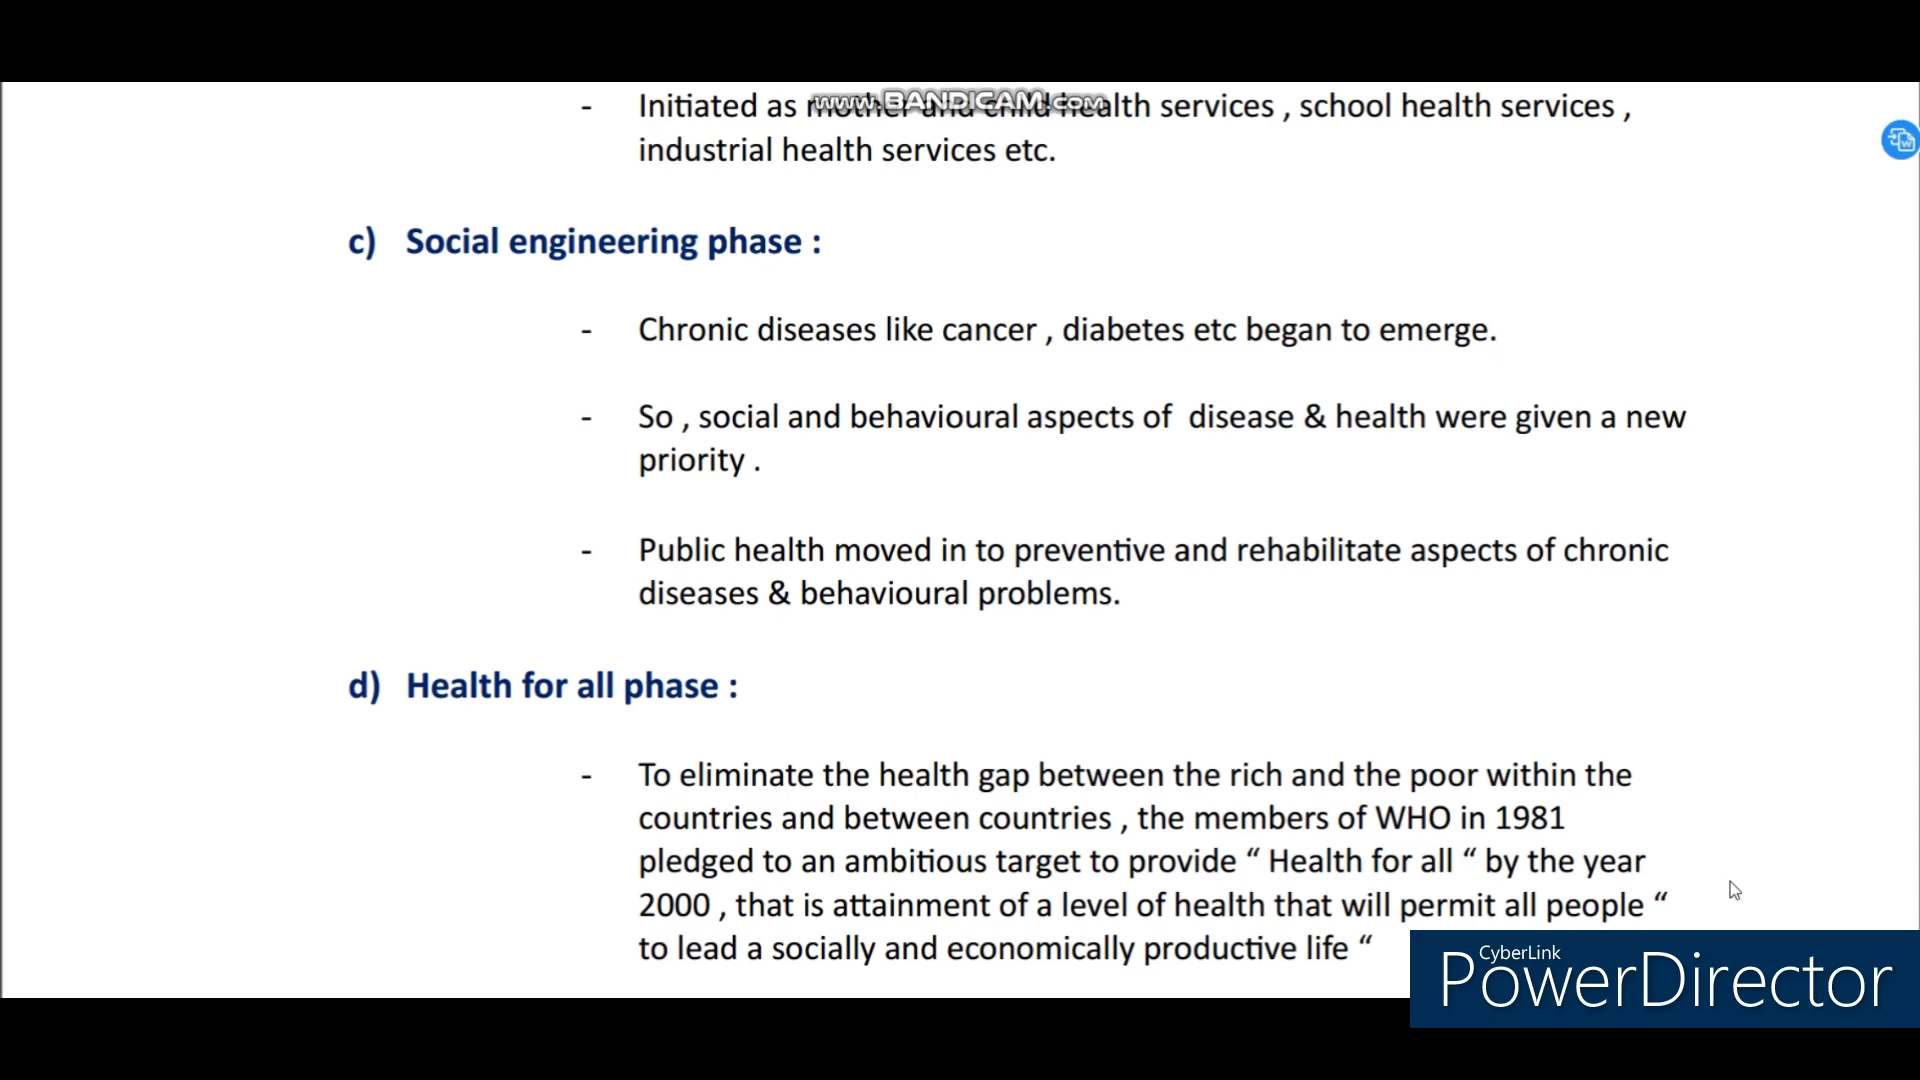 www.BANDICAM.com
- Initiated as mother and child health services , school health services ,
industrial health services etc.
c) Social engineering phase :
- Chronic diseases like cancer , diabetes etc began to emerge.
- So , social and behavioural aspects of  disease & health were given a new
priority .
- Public health moved in to preventive and rehabilitate aspects of chronic
diseases & behavioural problems.
d) Health for all phase :
- To eliminate the health gap between the rich and the poor within the
countries and between countries , the members of WHO in 1981
pledged to an ambitious target to provide “ Health for all “ by the year
2000 , that is attainment of a level of health that will permit all people “
to lead a socially and economically productive life “
CyberLink
PowerDirector